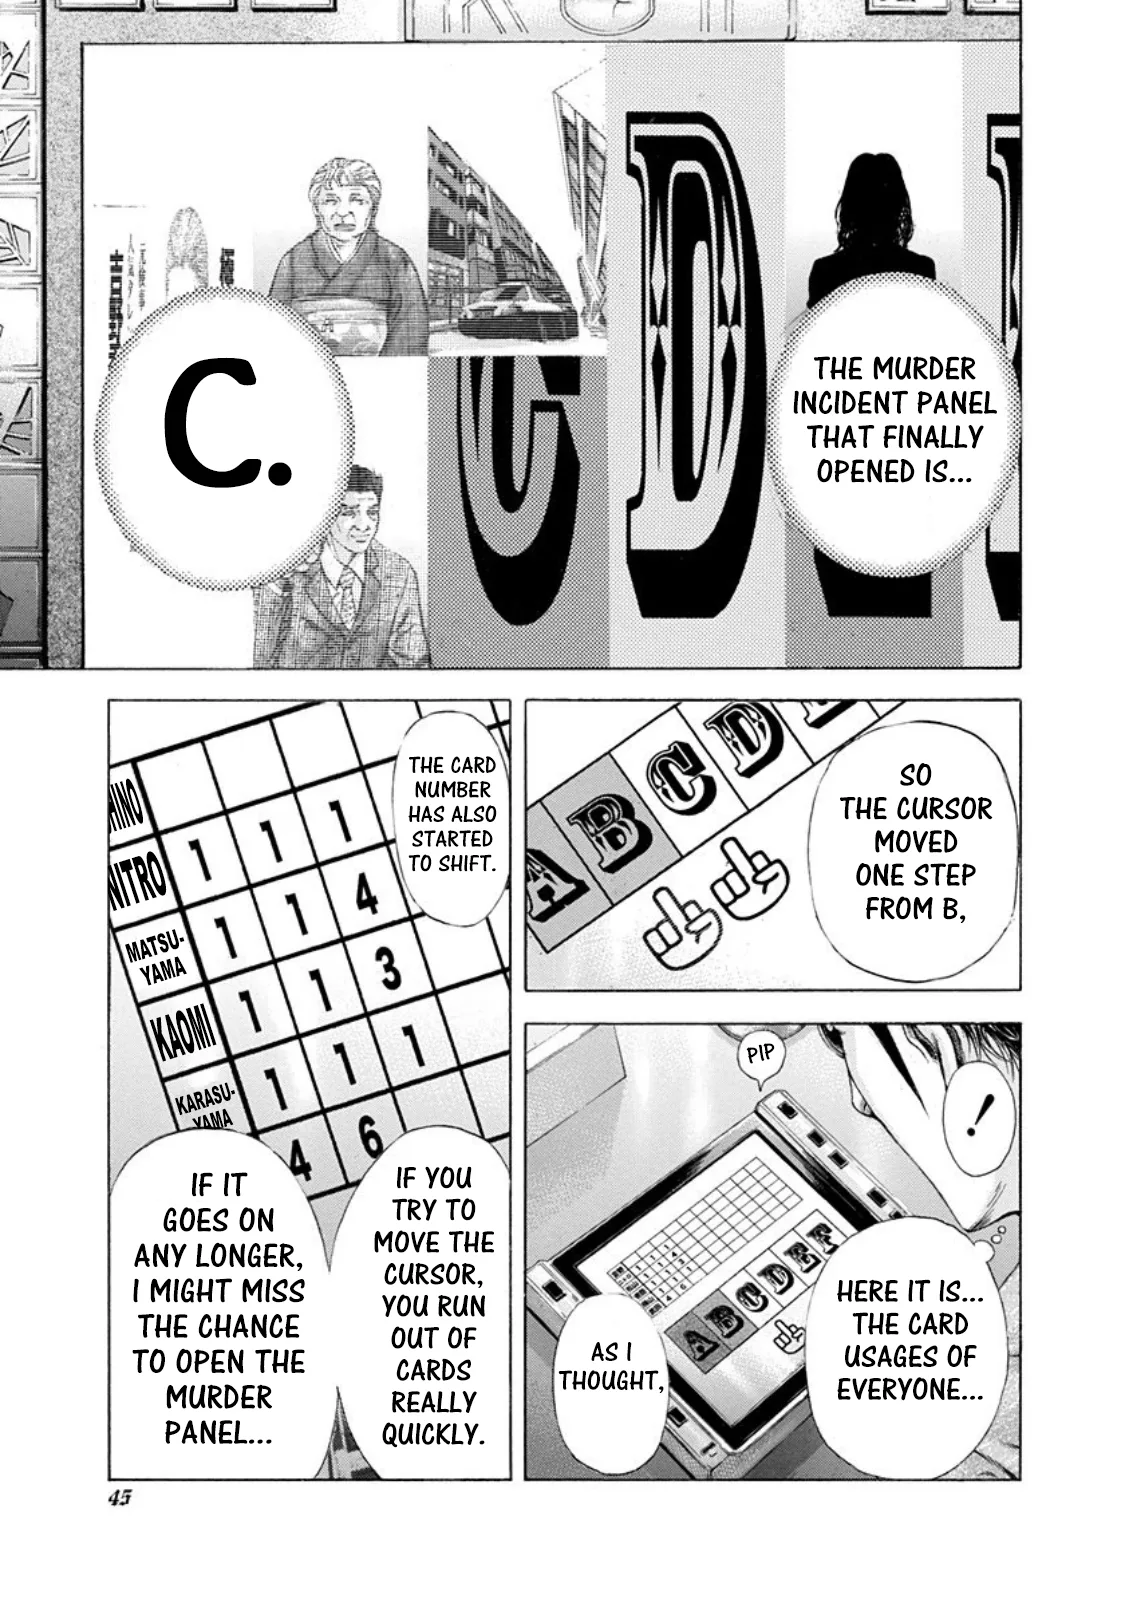 THE MURDER
INCIDENT PANEL
THAT FINALLY
OPENED IS...
C.
C
D
SO
THE CURSOR
MOVED
ONE STEP
FROM B,
A B C D E
PIP
!
HERE IT IS...
THE CARD
USAGES OF
EVERYONE...
A B C D E F
AS I
THOUGHT,
THE CARD
NUMBER
HAS ALSO
STARTED
TO SHIFT.
HINO
NITRO 1 1 1
MATSU-
YAMA 1 1 4
KAOMI 1 1 3
KARASU-
YAMA 1 1 1
4 6
IF YOU
TRY TO
MOVE THE
CURSOR,
YOU RUN
OUT OF
CARDS
REALLY
QUICKLY.
IF IT
GOES ON
ANY LONGER,
I MIGHT MISS
THE CHANCE
TO OPEN THE
MURDER
PANEL...
45